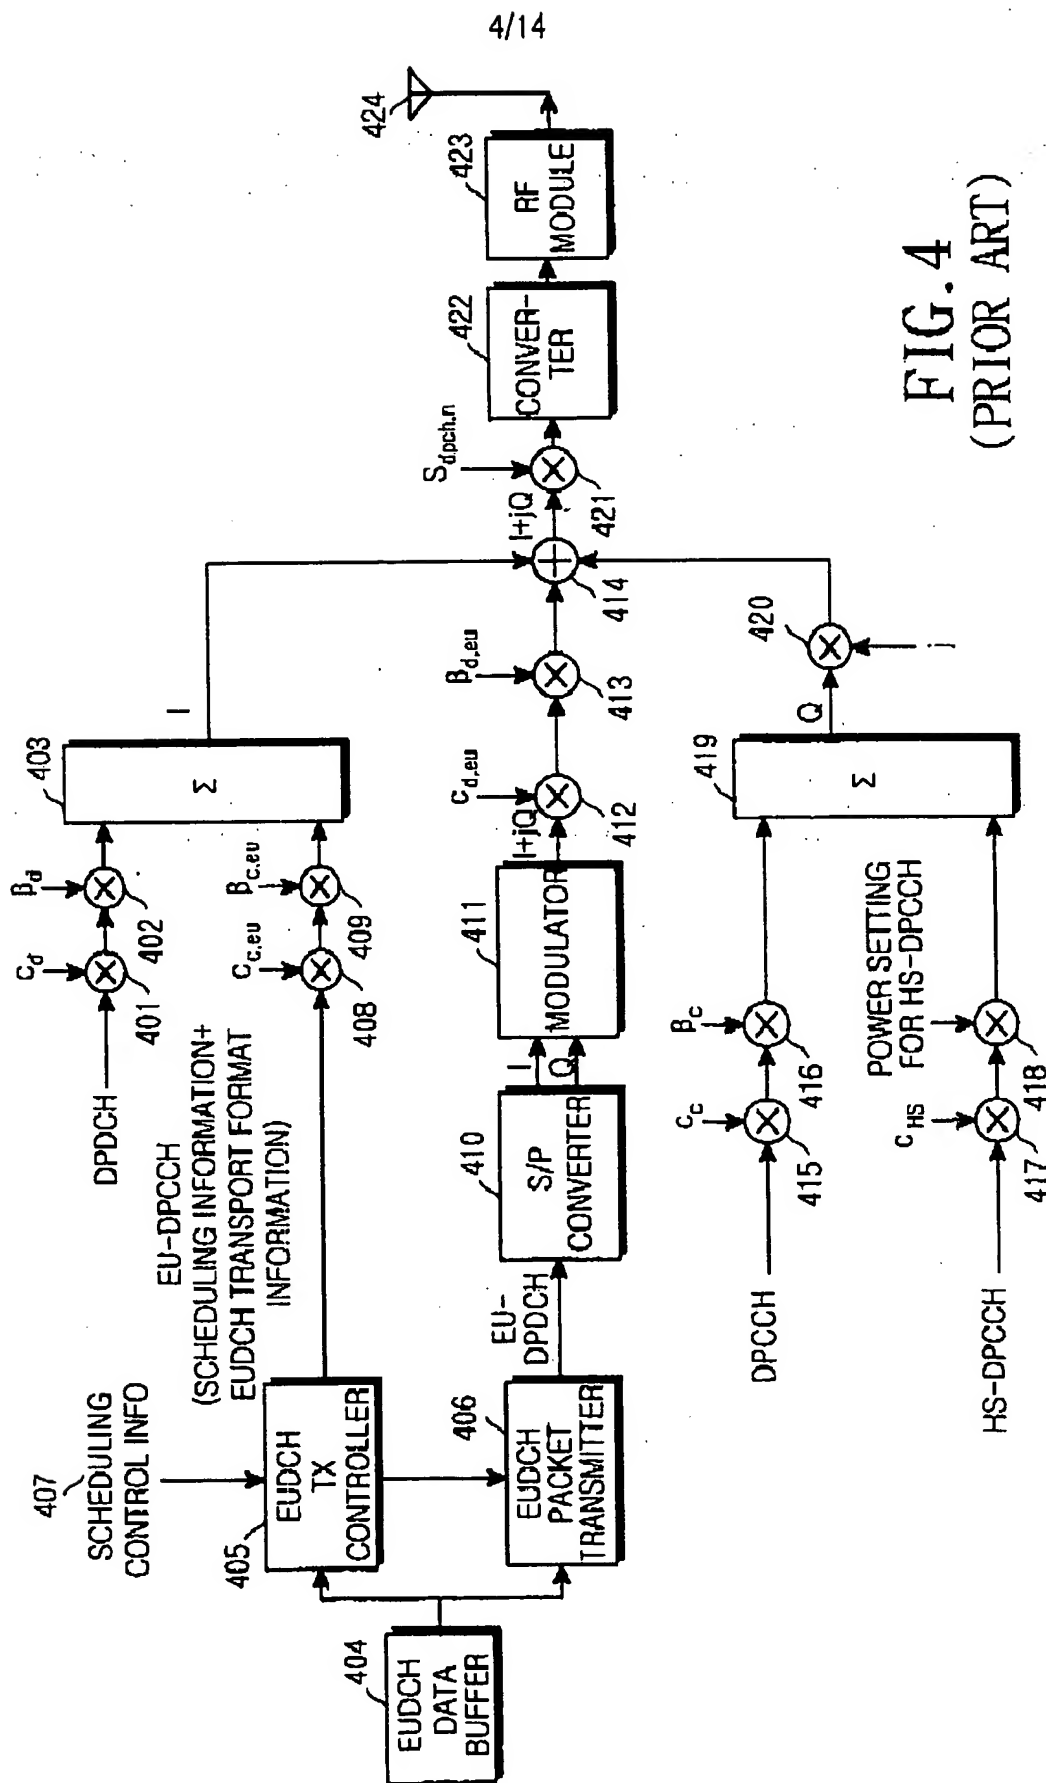 4/14
407
SCHEDULING
CONTROL INFO
405
EUDCH
TX
CONTROLLER
404
EUDCH
DATA
BUFFER
406
EUDCH
PACKET
TRANSMITTER
EU-DPCCH
(SCHEDULING INFORMATION+
EUDCH TRANSPORT FORMAT
INFORMATION)
EU-
DPDCH
DPDCH
Cd
401
βd
402
403
Σ
I
Cc,eu
408
βc,eu
409
410
S/P
CONVERTER
I
Q
411
MODULATOR
I+jQ
Cd,eu
412
βd,eu
413
414
I+jQ
Sdpch,n
421
422
CONVER-
TER
423
RF
MODULE
424
DPCCH
Cc
415
βc
416
HS-DPCCH
CHS
417
POWER SETTING
FOR HS-DPCCH
418
419
Σ
Q
420
j
FIG.4
(PRIOR ART)